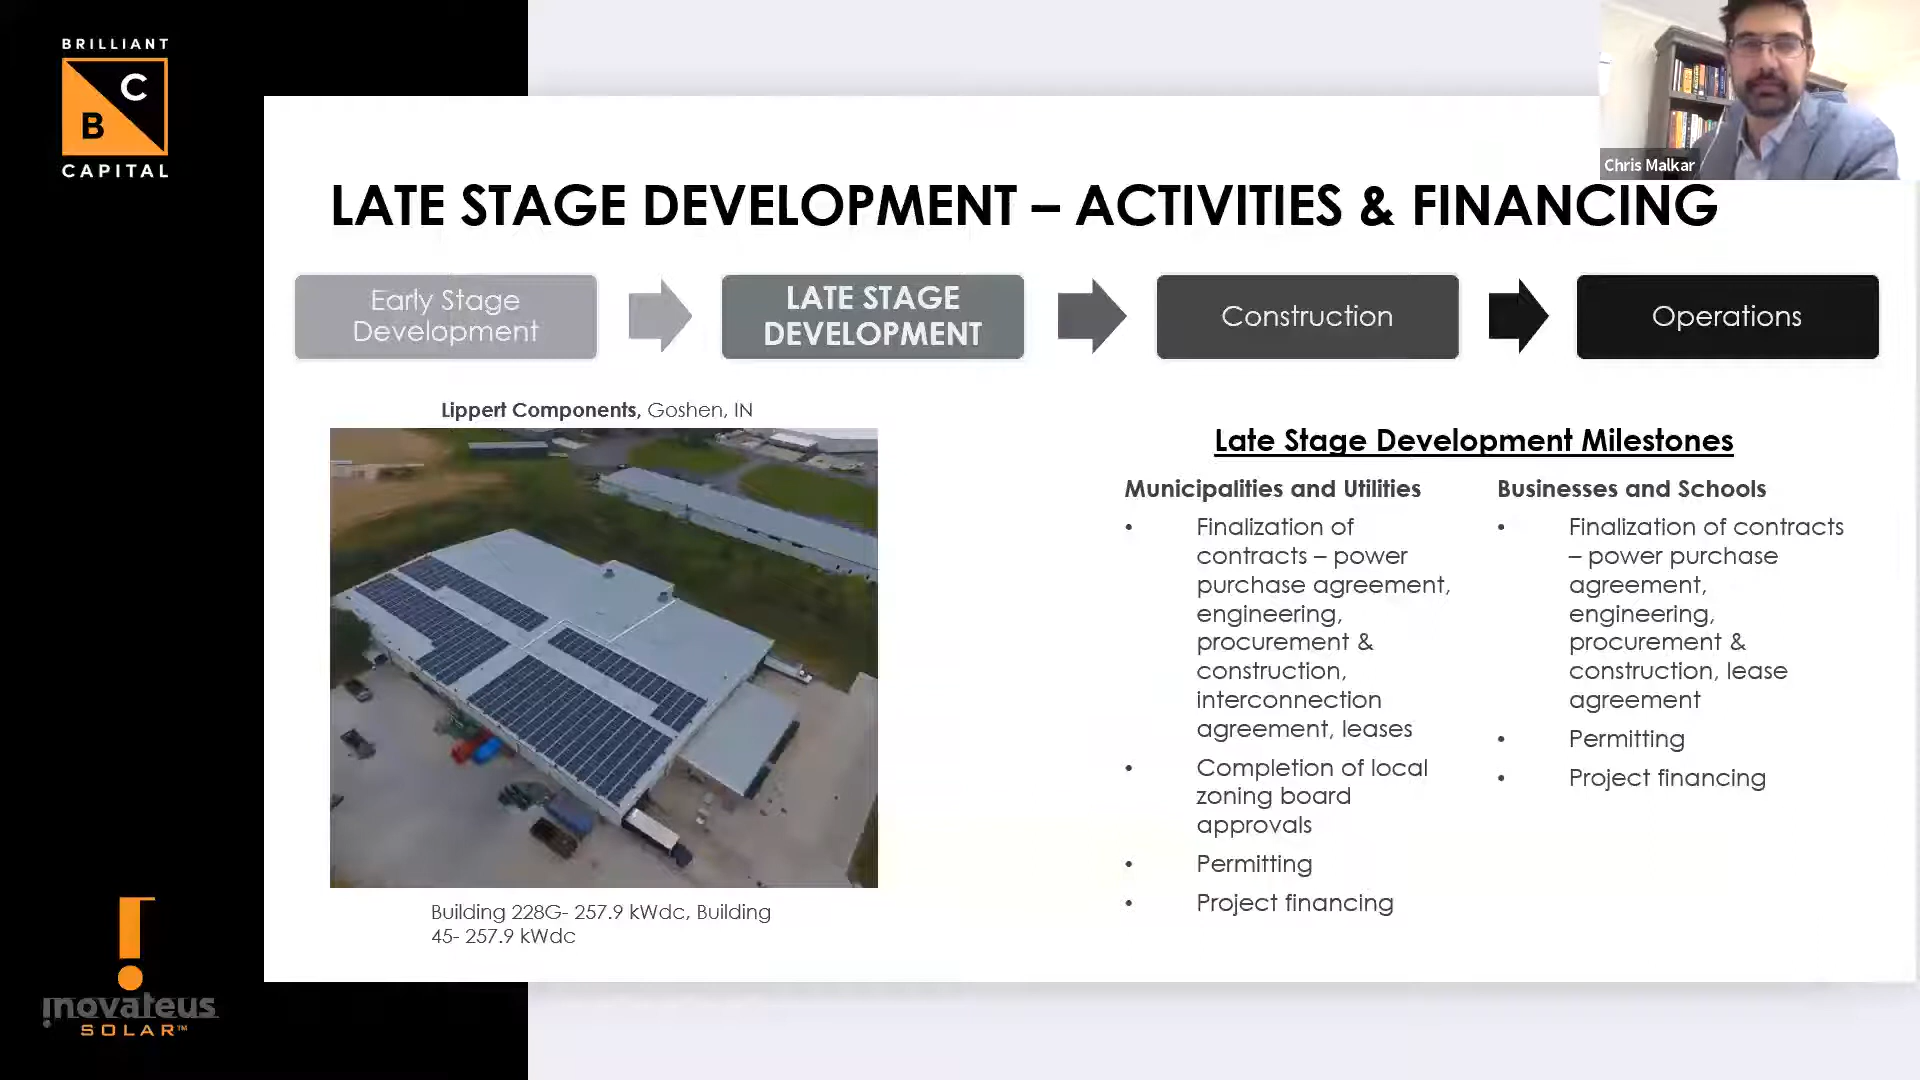 BRILLIANT
C
B
CAPITAL
Chris Malkar
LATE STAGE DEVELOPMENT – ACTIVITIES & FINANCING
Early Stage
Development
LATE STAGE
DEVELOPMENT
Construction
Operations
Lippert Components, Goshen, IN
Building 228G- 257.9 kWdc, Building
45- 257.9 kWdc
Late Stage Development Milestones
Municipalities and Utilities
• Finalization of
contracts – power
purchase agreement,
engineering,
procurement &
construction,
interconnection
agreement, leases
• Completion of local
zoning board
approvals
• Permitting
• Project financing
Businesses and Schools
• Finalization of contracts
– power purchase
agreement,
engineering,
procurement &
construction, lease
agreement
• Permitting
• Project financing
inovateus
SOLAR™